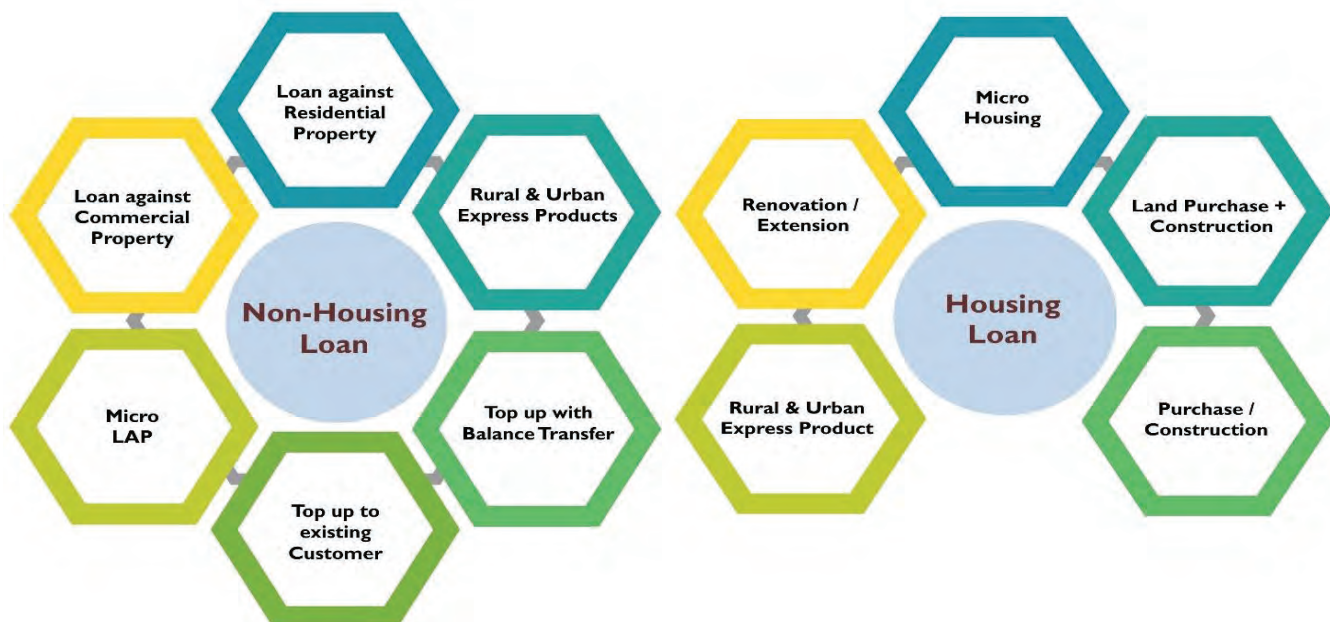 Loan against
Residential
Property
Loan against
Commercial
Property
Rural & Urban
Express Products
Non-Housing
Loan
Micro
LAP
Top up with
Balance Transfer
Top up to
existing
Customer
Micro
Housing
Renovation /
Extension
Land Purchase +
Construction
Housing
Loan
Rural & Urban
Express Product
Purchase /
Construction